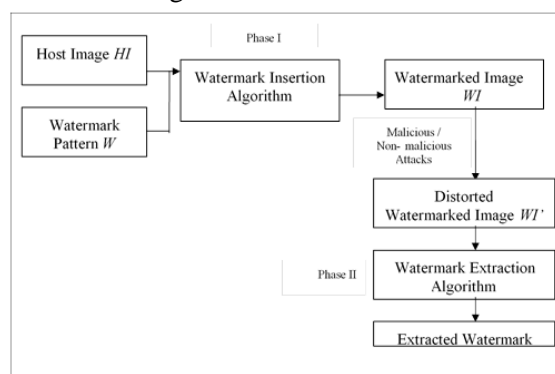 Phase I
Host Image HI
Watermark
Pattern W
Watermark Insertion
Algorithm
Watermarked Image
WI
Malicious /
Non- malicious
Attacks
Distorted
Watermarked Image WI'
Phase II
Watermark Extraction
Algorithm
Extracted Watermark